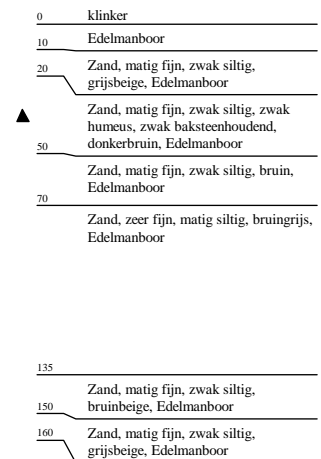 0 klinker
10 Edelmanboor
20 Zand, matig fijn, zwak siltig,
grijsbeige, Edelmanboor
Zand, matig fijn, zwak siltig, zwak
humeus, zwak baksteenhoudend,
donkerbruin, Edelmanboor
50
Zand, matig fijn, zwak siltig, bruin,
Edelmanboor
70
Zand, zeer fijn, matig siltig, bruingrijs,
Edelmanboor
135
Zand, matig fijn, zwak siltig,
150 bruinbeige, Edelmanboor
160 Zand, matig fijn, zwak siltig,
grijsbeige, Edelmanboor